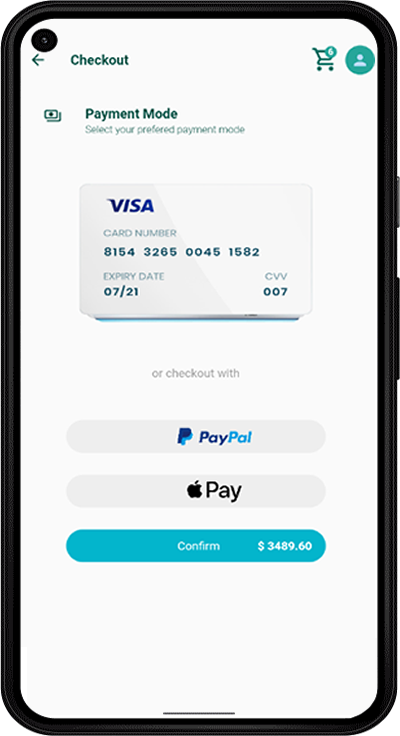 Checkout
6
Payment Mode
Select your prefered payment mode
VISA
CARD NUMBER
8154 3265 0045 1582
EXPIRY DATE CVV
07/21 007
or checkout with
PayPal
Pay
Confirm $ 3489.60